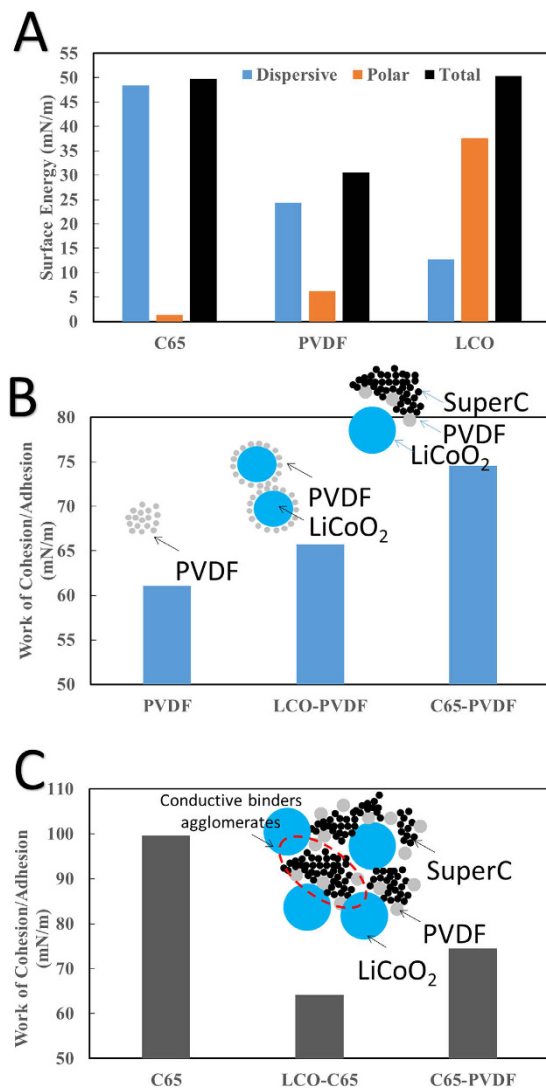 A
Surface Energy (mN/m)
55
50
45
40
35
30
25
20
15
10
5
0
Dispersive Polar Total
C65 PVDF LCO
B
Work of Cohesion/Adhesion
(mN/m)
80
75
70
65
60
55
50
SuperC
PVDF
LiCoO₂
PVDF
LiCoO₂
PVDF
PVDF LCO-PVDF C65-PVDF
C
Work of Cohesion/Adhesion
(mN/m)
110
100
90
80
70
60
50
Conductive binders
agglomerates
SuperC
PVDF
LiCoO₂
C65 LCO-C65 C65-PVDF